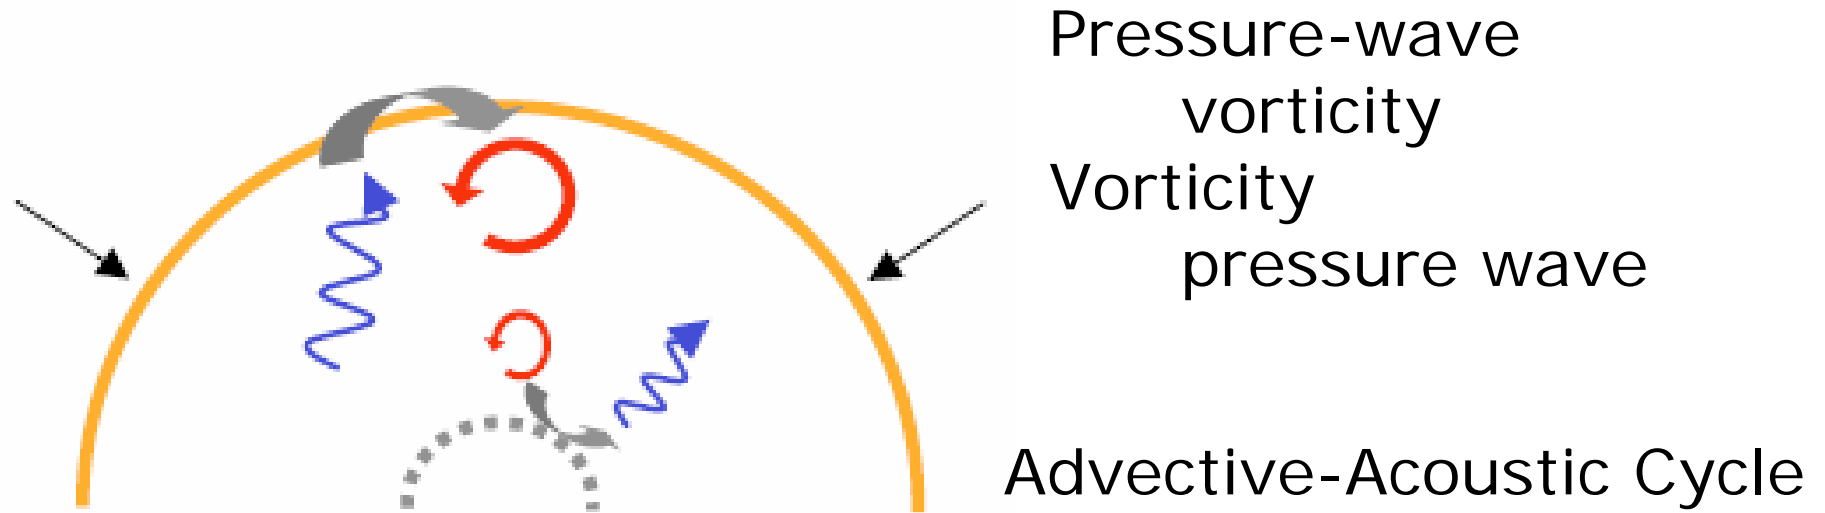 Pressure-wave
vorticity
Vorticity
pressure wave
Advective-Acoustic Cycle